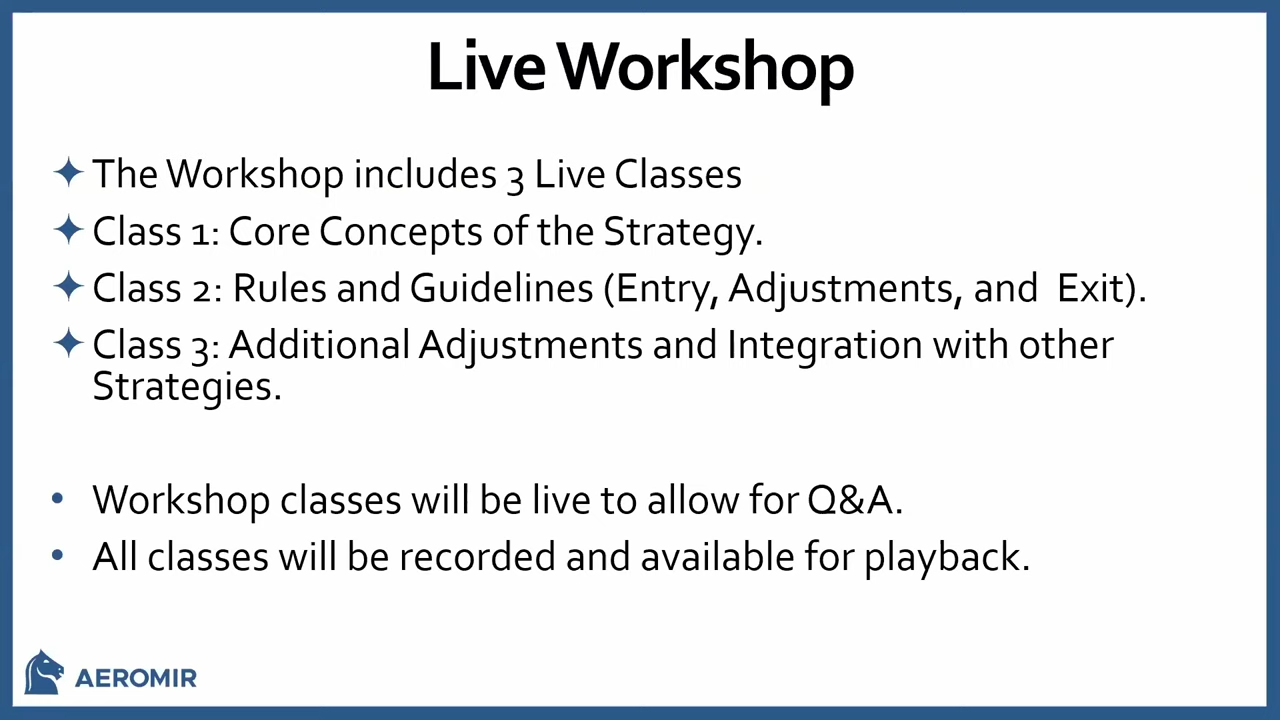 Live Workshop
The Workshop includes 3 Live Classes
Class 1: Core Concepts of the Strategy.
Class 2: Rules and Guidelines (Entry, Adjustments, and  Exit).
Class 3: Additional Adjustments and Integration with other
Strategies.
Workshop classes will be live to allow for Q&A.
All classes will be recorded and available for playback.
AEROMIR